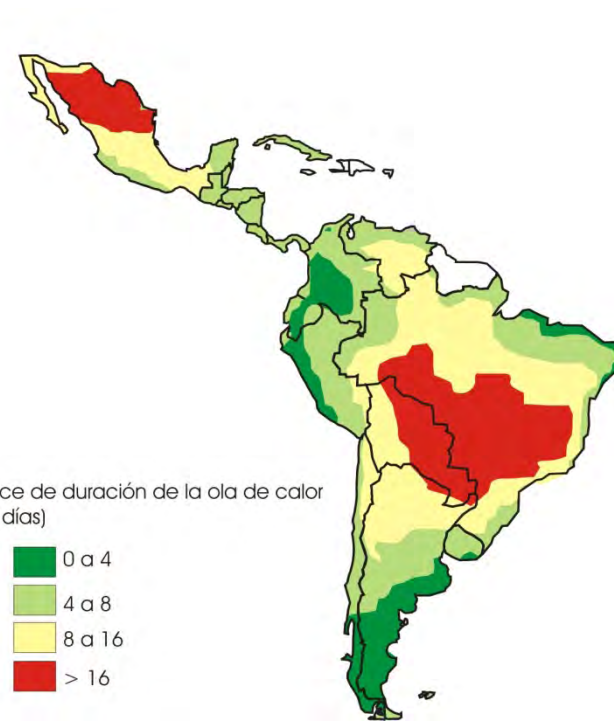 ce de duración de la ola de calor
días)
0 a 4
4 a 8
8 a 16
> 16